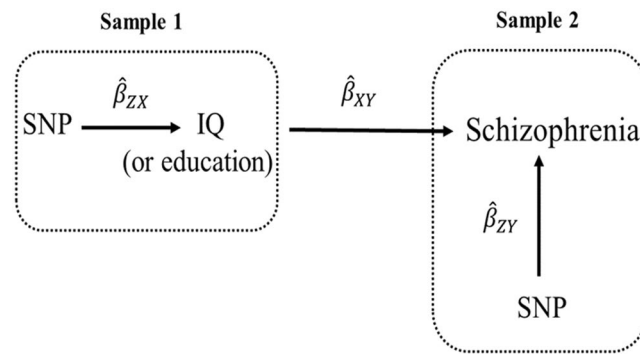 Sample 1
Sample 2
SNP
β̂ZX
IQ
(or education)
β̂XY
Schizophrenia
β̂ZY
SNP